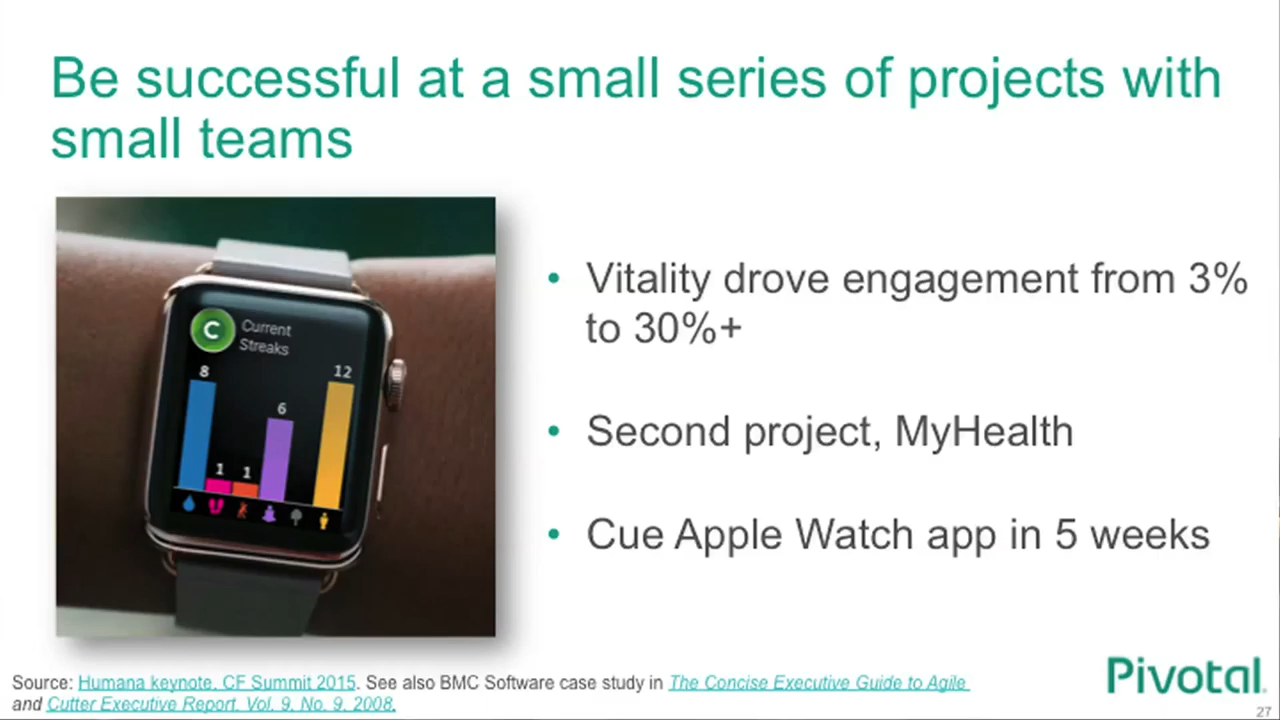 Be successful at a small series of projects with
small teams
C
Current
Streaks
8
1
1
6
12
• Vitality drove engagement from 3%
to 30%+
• Second project, MyHealth
• Cue Apple Watch app in 5 weeks
Source: Humana keynote, CF Summit 2015. See also BMC Software case study in The Concise Executive Guide to Agile
and Cutter Executive Report, Vol. 9, No. 9, 2008.
Pivotal.
27